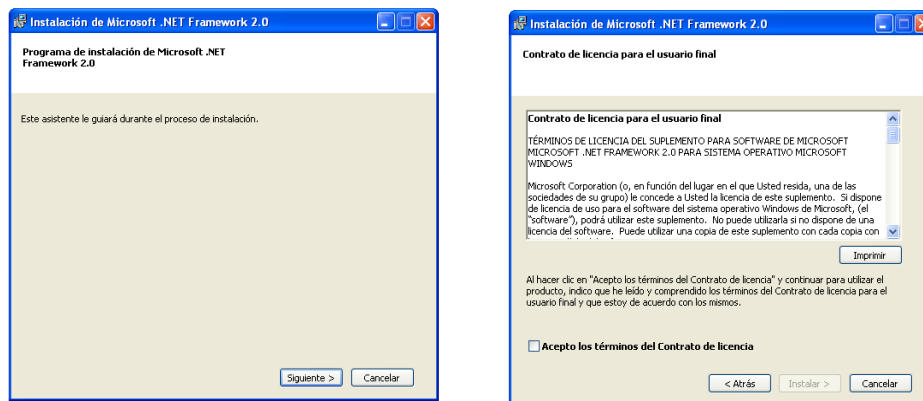 Instalación de Microsoft .NET Framework 2.0
Programa de instalación de Microsoft .NET
Framework 2.0
Este asistente le guiará durante el proceso de instalación.
Siguiente >
Cancelar
Instalación de Microsoft .NET Framework 2.0
Contrato de licencia para el usuario final
Contrato de licencia para el usuario final
TÉRMINOS DE LICENCIA DEL SUPLEMENTO PARA SOFTWARE DE MICROSOFT
MICROSOFT .NET FRAMEWORK 2.0 PARA SISTEMA OPERATIVO MICROSOFT
WINDOWS
Microsoft Corporation (o, en función del lugar en el que Usted resida, una de las
sociedades de su grupo) le concede a Usted la licencia de este suplemento. Si dispone
de licencia de uso para el software del sistema operativo Windows de Microsoft, (el
"software"), podrá utilizar este suplemento. No puede utilizarla si no dispone de una
licencia del software. Puede utilizar una copia de este suplemento con cada copia con
Imprimir
Al hacer clic en "Acepto los términos del Contrato de licencia" y continuar para utilizar el
producto, indico que he leído y comprendido los términos del Contrato de licencia para el
usuario final y que estoy de acuerdo con los mismos.
Acepto los términos del Contrato de licencia
< Atrás
Instalar >
Cancelar